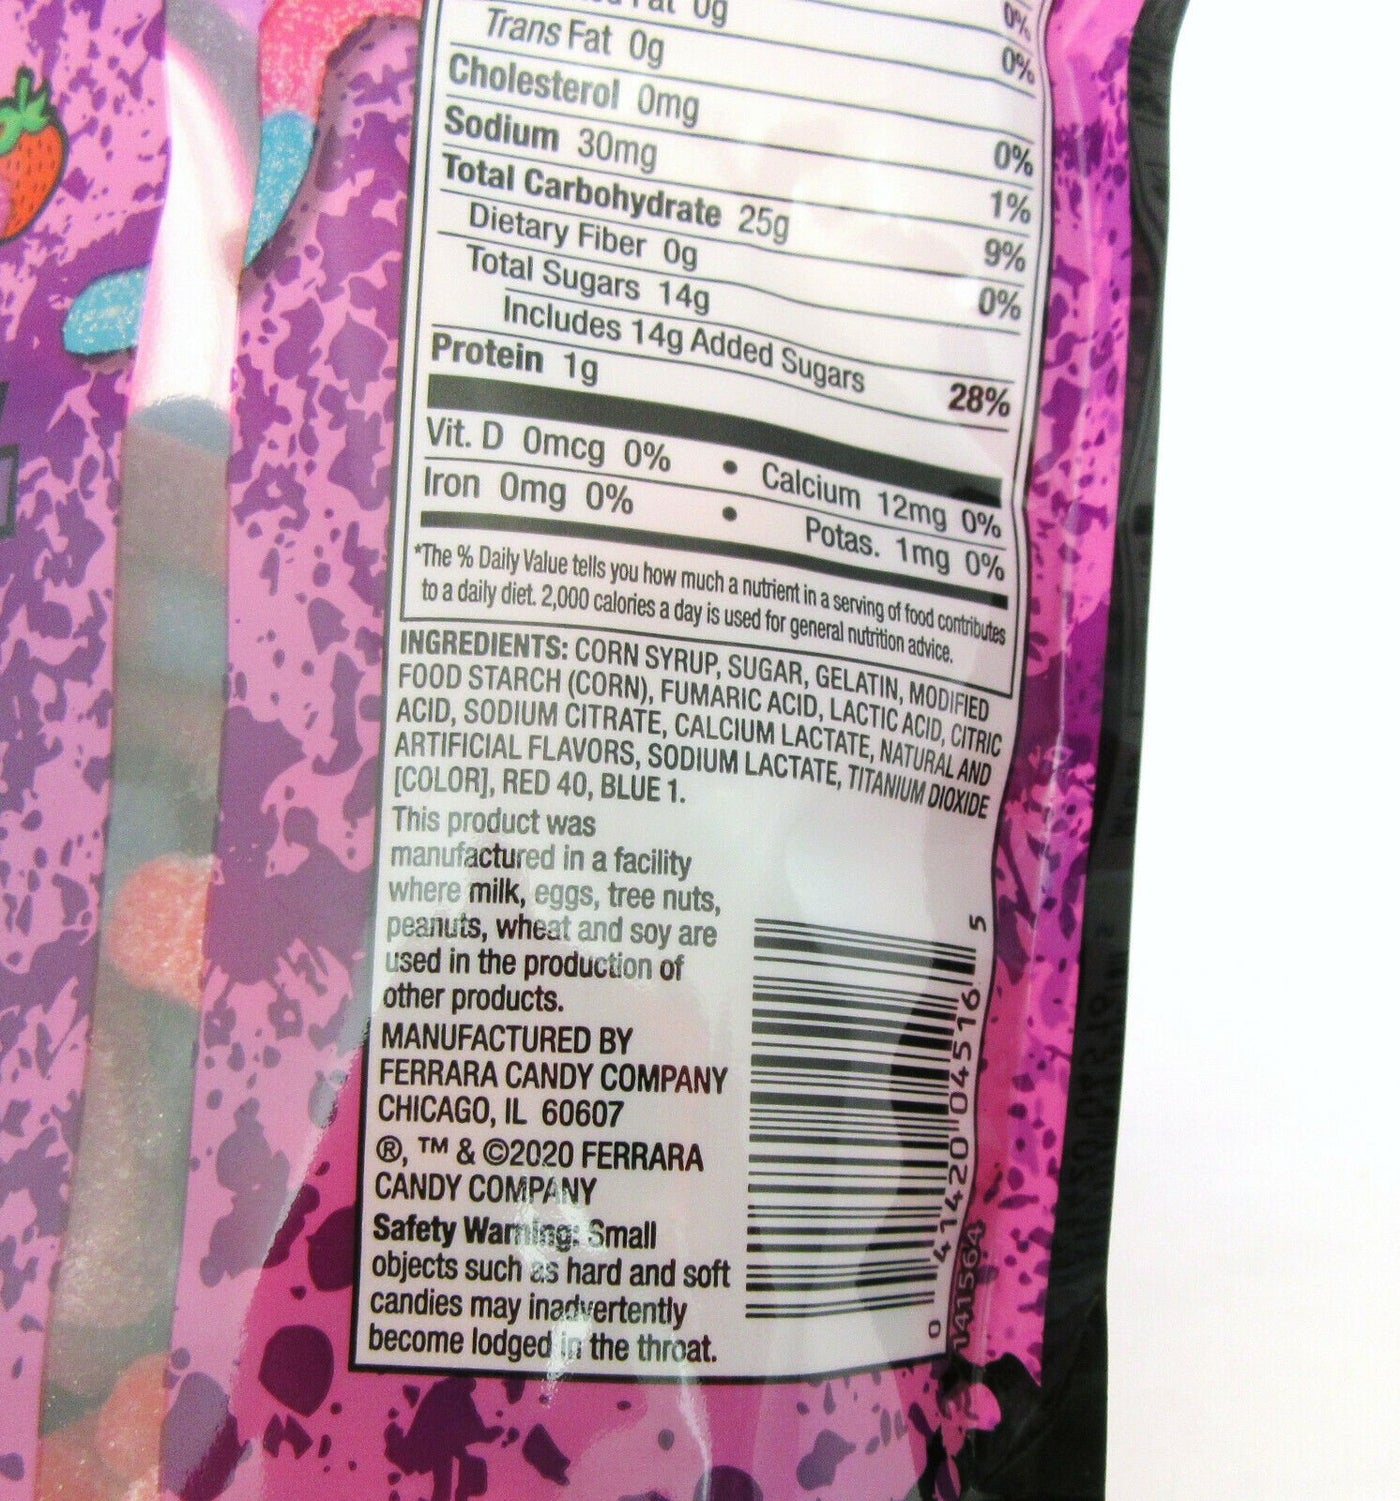 Fat 0g 0%
Trans Fat 0g 0%
Cholesterol 0mg 0%
Sodium 30mg 1%
Total Carbohydrate 25g 9%
Dietary Fiber 0g 0%
Total Sugars 14g
Includes 14g Added Sugars 28%
Protein 1g
Vit. D 0mcg 0% • Calcium 12mg 0%
Iron 0mg 0% • Potas. 1mg 0%
*The % Daily Value tells you how much a nutrient in a serving of food contributes
to a daily diet. 2,000 calories a day is used for general nutrition advice.
INGREDIENTS: CORN SYRUP, SUGAR, GELATIN, MODIFIED
FOOD STARCH (CORN), FUMARIC ACID, LACTIC ACID, CITRIC
ACID, SODIUM CITRATE, CALCIUM LACTATE, NATURAL AND
ARTIFICIAL FLAVORS, SODIUM LACTATE, TITANIUM DIOXIDE
[COLOR], RED 40, BLUE 1.
This product was
manufactured in a facility
where milk, eggs, tree nuts,
peanuts, wheat and soy are
used in the production of
other products.
MANUFACTURED BY
FERRARA CANDY COMPANY
CHICAGO, IL 60607
®, ™ & ©2020 FERRARA
CANDY COMPANY
Safety Warning: Small
objects such as hard and soft
candies may inadvertently
become lodged in the throat.
0 41420 04516 5
141564